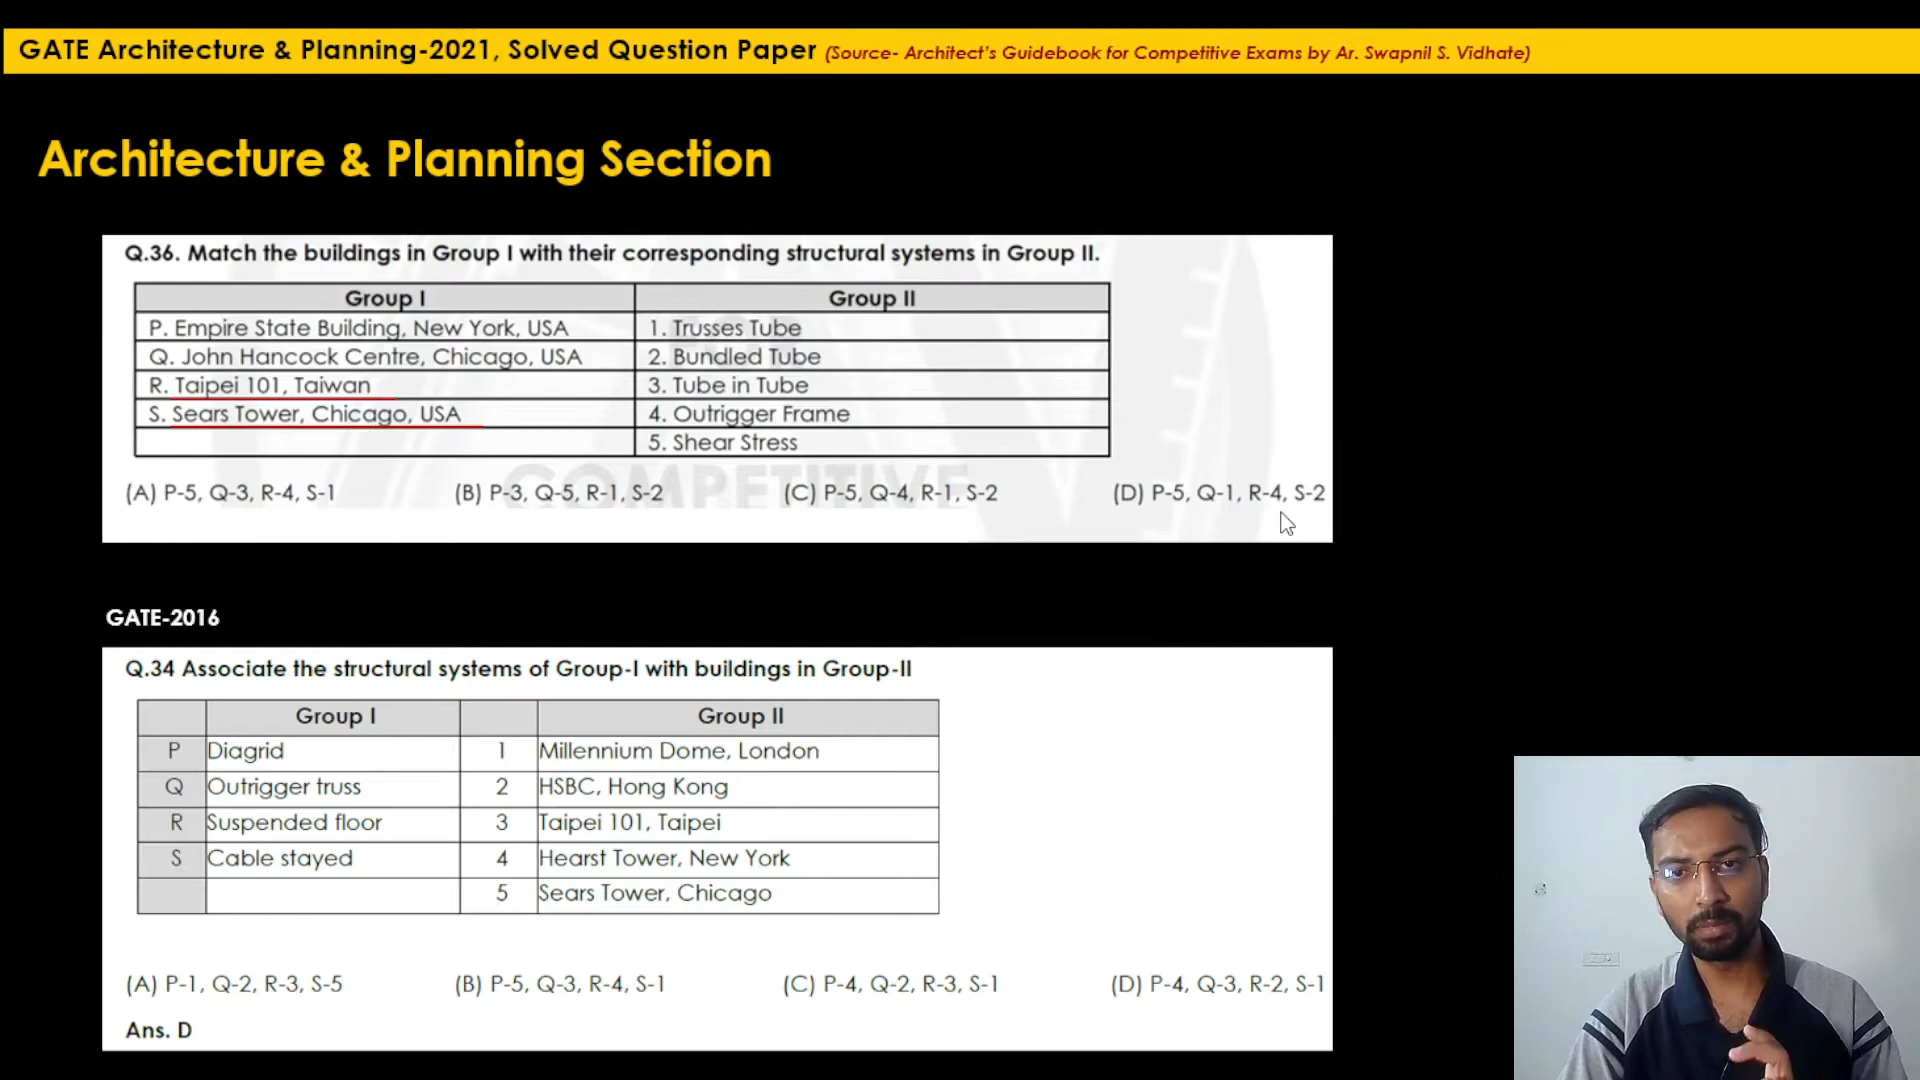 GATE Architecture & Planning-2021, Solved Question Paper (Source- Architect's Guidebook for Competitive Exams by Ar. Swapnil S. Vidhate)
Architecture & Planning Section
Q.36. Match the buildings in Group I with their corresponding structural systems in Group II.
Group I Group II
P. Empire State Building, New York, USA 1. Trusses Tube
Q. John Hancock Centre, Chicago, USA 2. Bundled Tube
R. Taipei 101, Taiwan 3. Tube in Tube
S. Sears Tower, Chicago, USA 4. Outrigger Frame
5. Shear Stress
(A) P-5, Q-3, R-4, S-1 (B) P-3, Q-5, R-1, S-2 (C) P-5, Q-4, R-1, S-2 (D) P-5, Q-1, R-4, S-2
FOR
COMPETITIVE
GATE-2016
Q.34 Associate the structural systems of Group-I with buildings in Group-II
Group I Group II
P Diagrid 1 Millennium Dome, London
Q Outrigger truss 2 HSBC, Hong Kong
R Suspended floor 3 Taipei 101, Taipei
S Cable stayed 4 Hearst Tower, New York
5 Sears Tower, Chicago
(A) P-1, Q-2, R-3, S-5 (B) P-5, Q-3, R-4, S-1 (C) P-4, Q-2, R-3, S-1 (D) P-4, Q-3, R-2, S-1
Ans. D